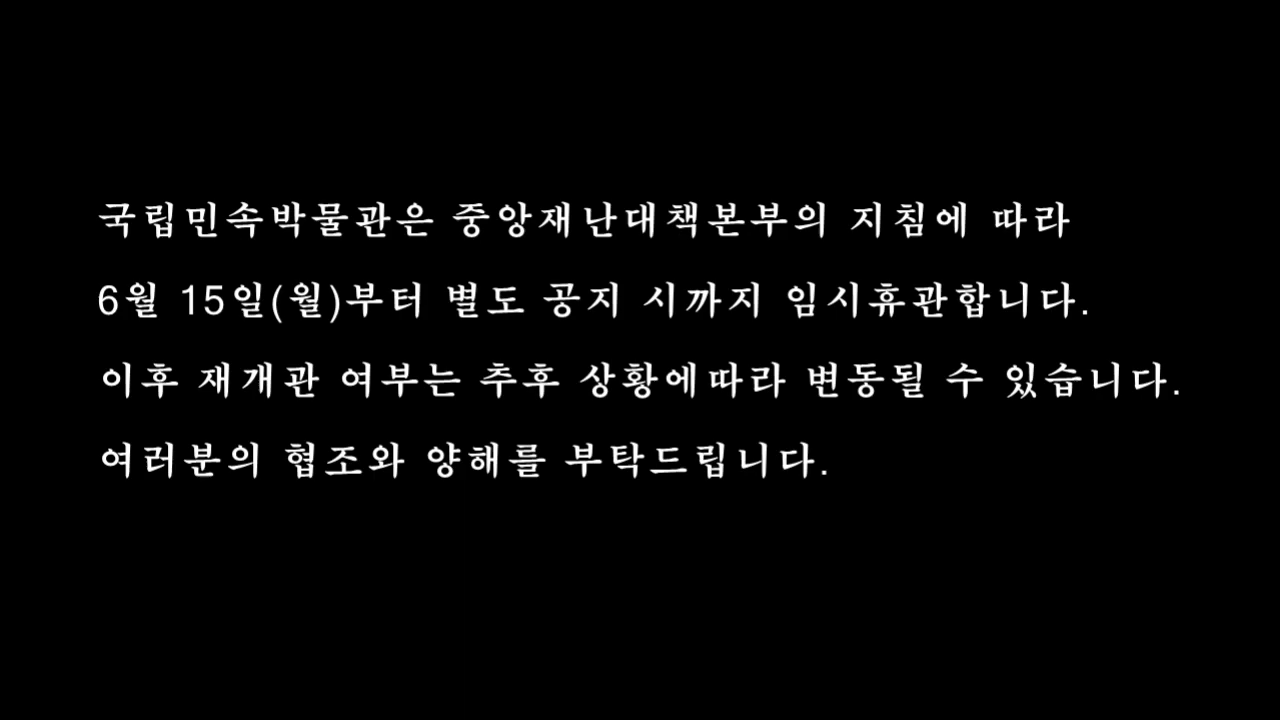 국립민속박물관은 중앙재난대책본부의 지침에 따라
6월 15일(월)부터 별도 공지 시까지 임시휴관합니다.
이후 재개관 여부는 추후 상황에따라 변동될 수 있습니다.
여러분의 협조와 양해를 부탁드립니다.